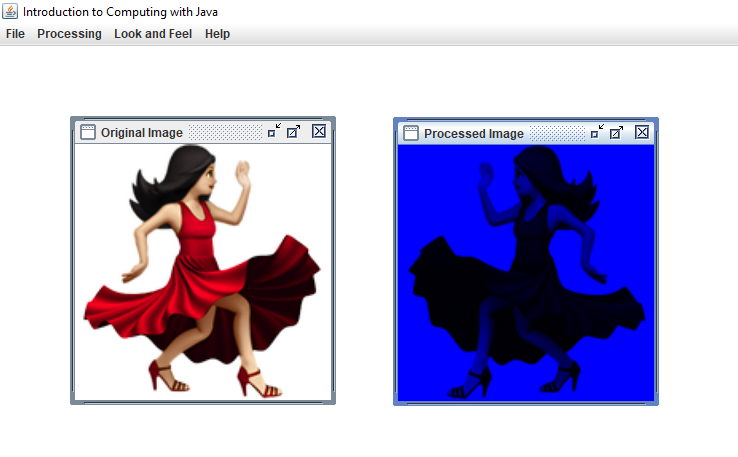 Introduction to Computing with Java
File Processing Look and Feel Help
Original Image
Processed Image